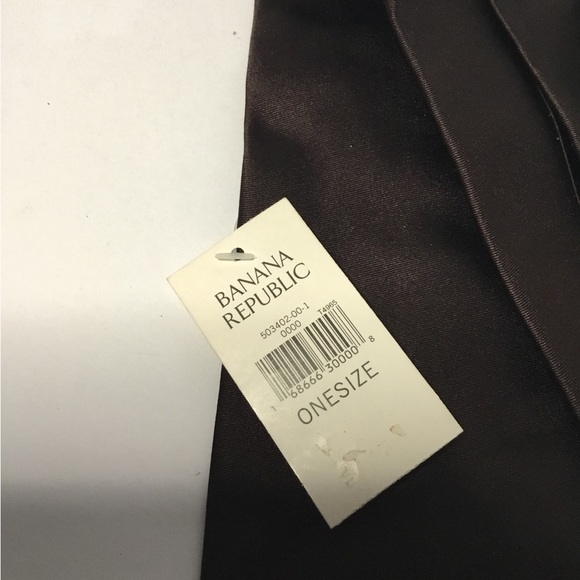 BANANA
REPUBLIC
503402-00-1
0000 T4965
68666 30000 8
ONESIZE